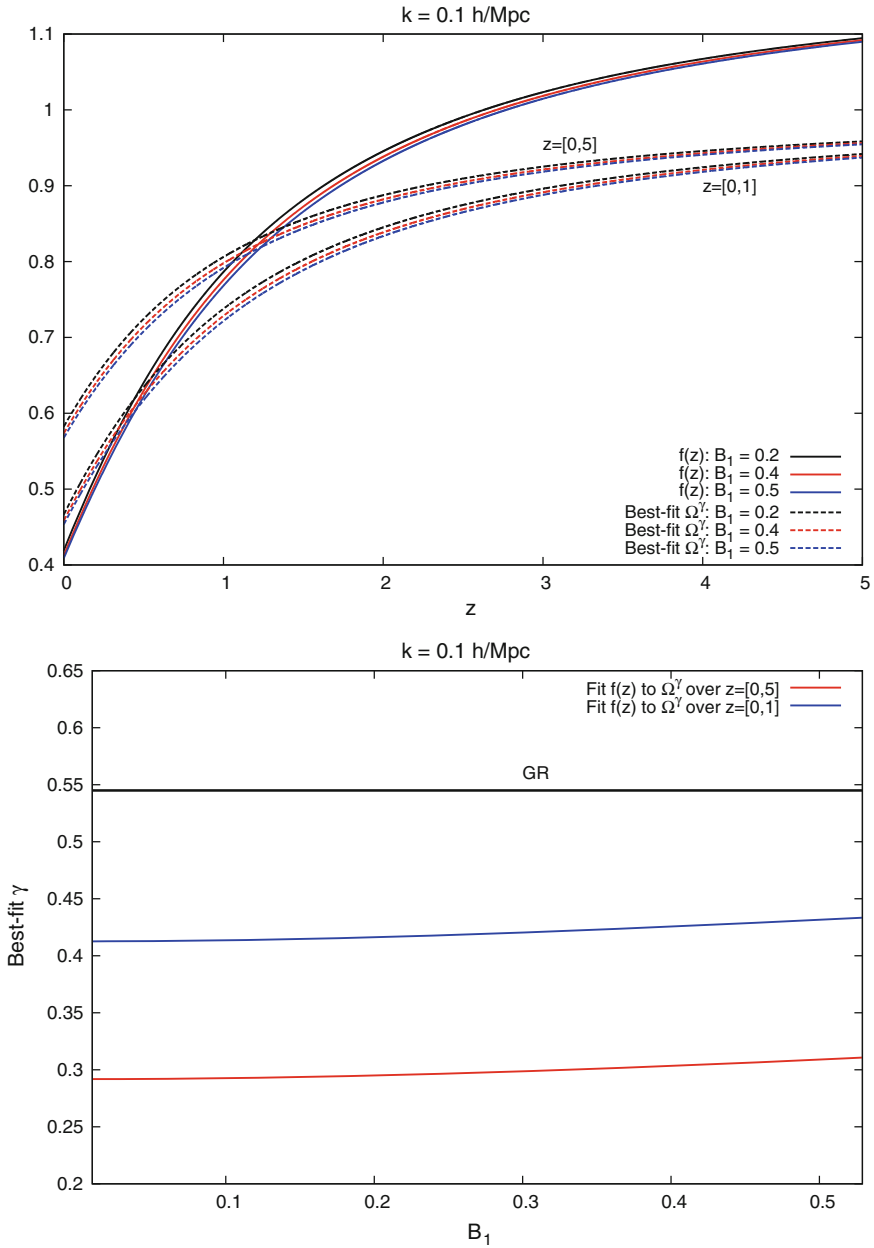 k = 0.1 h/Mpc
1.1
1
0.9
0.8
0.7
0.6
0.5
0.4
z=[0,5]
z=[0,1]
f(z): B₁ = 0.2
f(z): B₁ = 0.4
f(z): B₁ = 0.5
Best-fit Ω^γ: B₁ = 0.2
Best-fit Ω^γ: B₁ = 0.4
Best-fit Ω^γ: B₁ = 0.5
0 1 2 3 4 5
z
k = 0.1 h/Mpc
0.65
0.6
0.55
0.5
0.45
0.4
0.35
0.3
0.25
0.2
Best-fit γ
Fit f(z) to Ω^γ over z=[0,5]
Fit f(z) to Ω^γ over z=[0,1]
GR
0.1 0.2 0.3 0.4 0.5
B₁